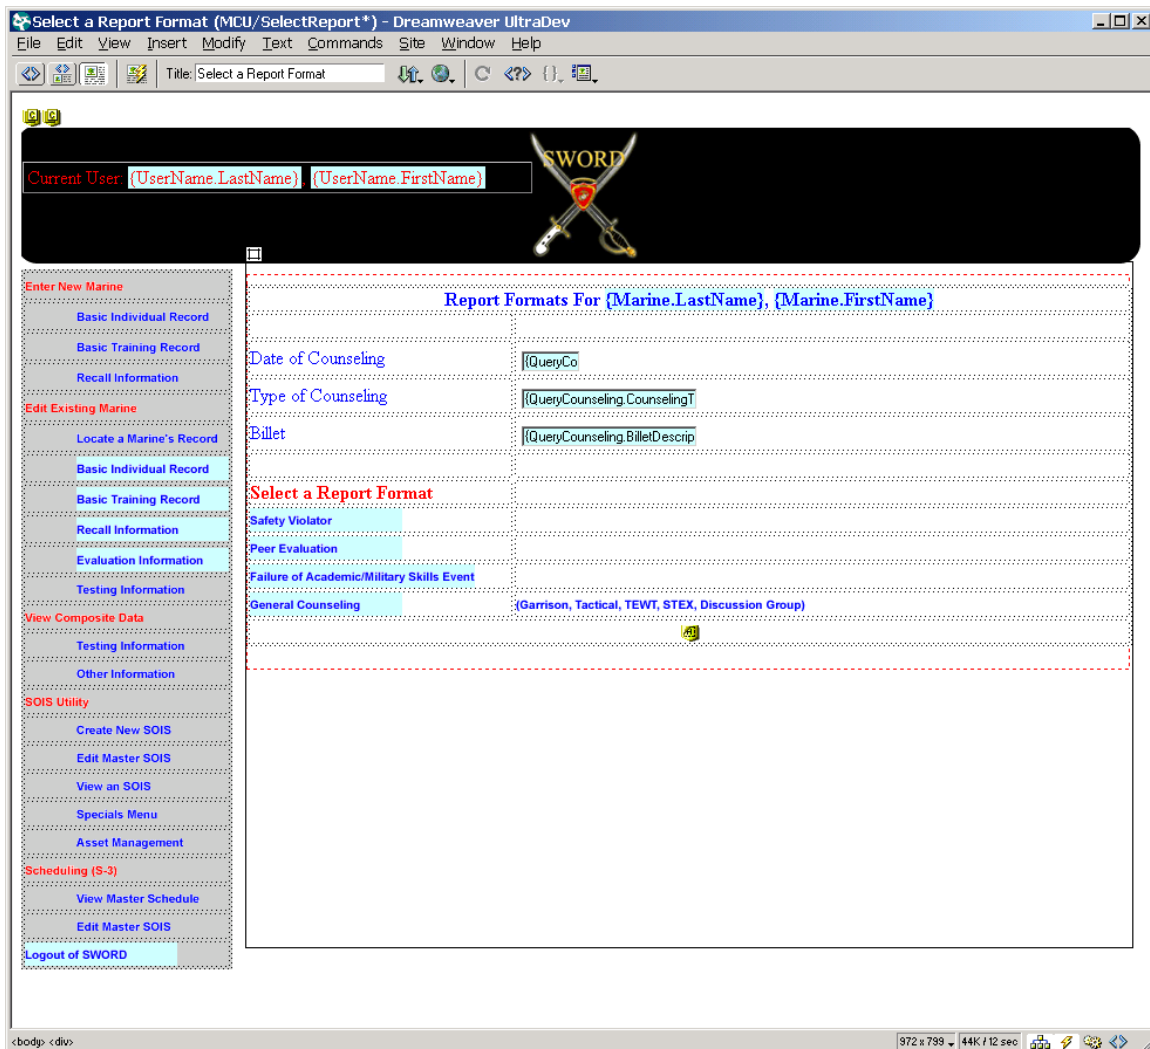 Select a Report Format (MCU/SelectReport*) - Dreamweaver UltraDev
File Edit View Insert Modify Text Commands Site Window Help
Title: Select a Report Format
SWORD
Current User: {UserName.LastName}, {UserName.FirstName}
Enter New Marine
Basic Individual Record
Basic Training Record
Recall Information
Edit Existing Marine
Locate a Marine's Record
Basic Individual Record
Basic Training Record
Recall Information
Evaluation Information
Testing Information
View Composite Data
Testing Information
Other Information
SOIS Utility
Create New SOIS
Edit Master SOIS
View an SOIS
Specials Menu
Asset Management
Scheduling (S-3)
View Master Schedule
Edit Master SOIS
Logout of SWORD
Report Formats For {Marine.LastName}, {Marine.FirstName}
Date of Counseling {QueryCo
Type of Counseling {QueryCounseling.CounselingT
Billet {QueryCounseling.BilletDescrip
Select a Report Format
Safety Violator
Peer Evaluation
Failure of Academic/Military Skills Event
General Counseling (Garrison, Tactical, TEWT, STEX, Discussion Group)
<body> <div> 972 x 799 44K / 12 sec